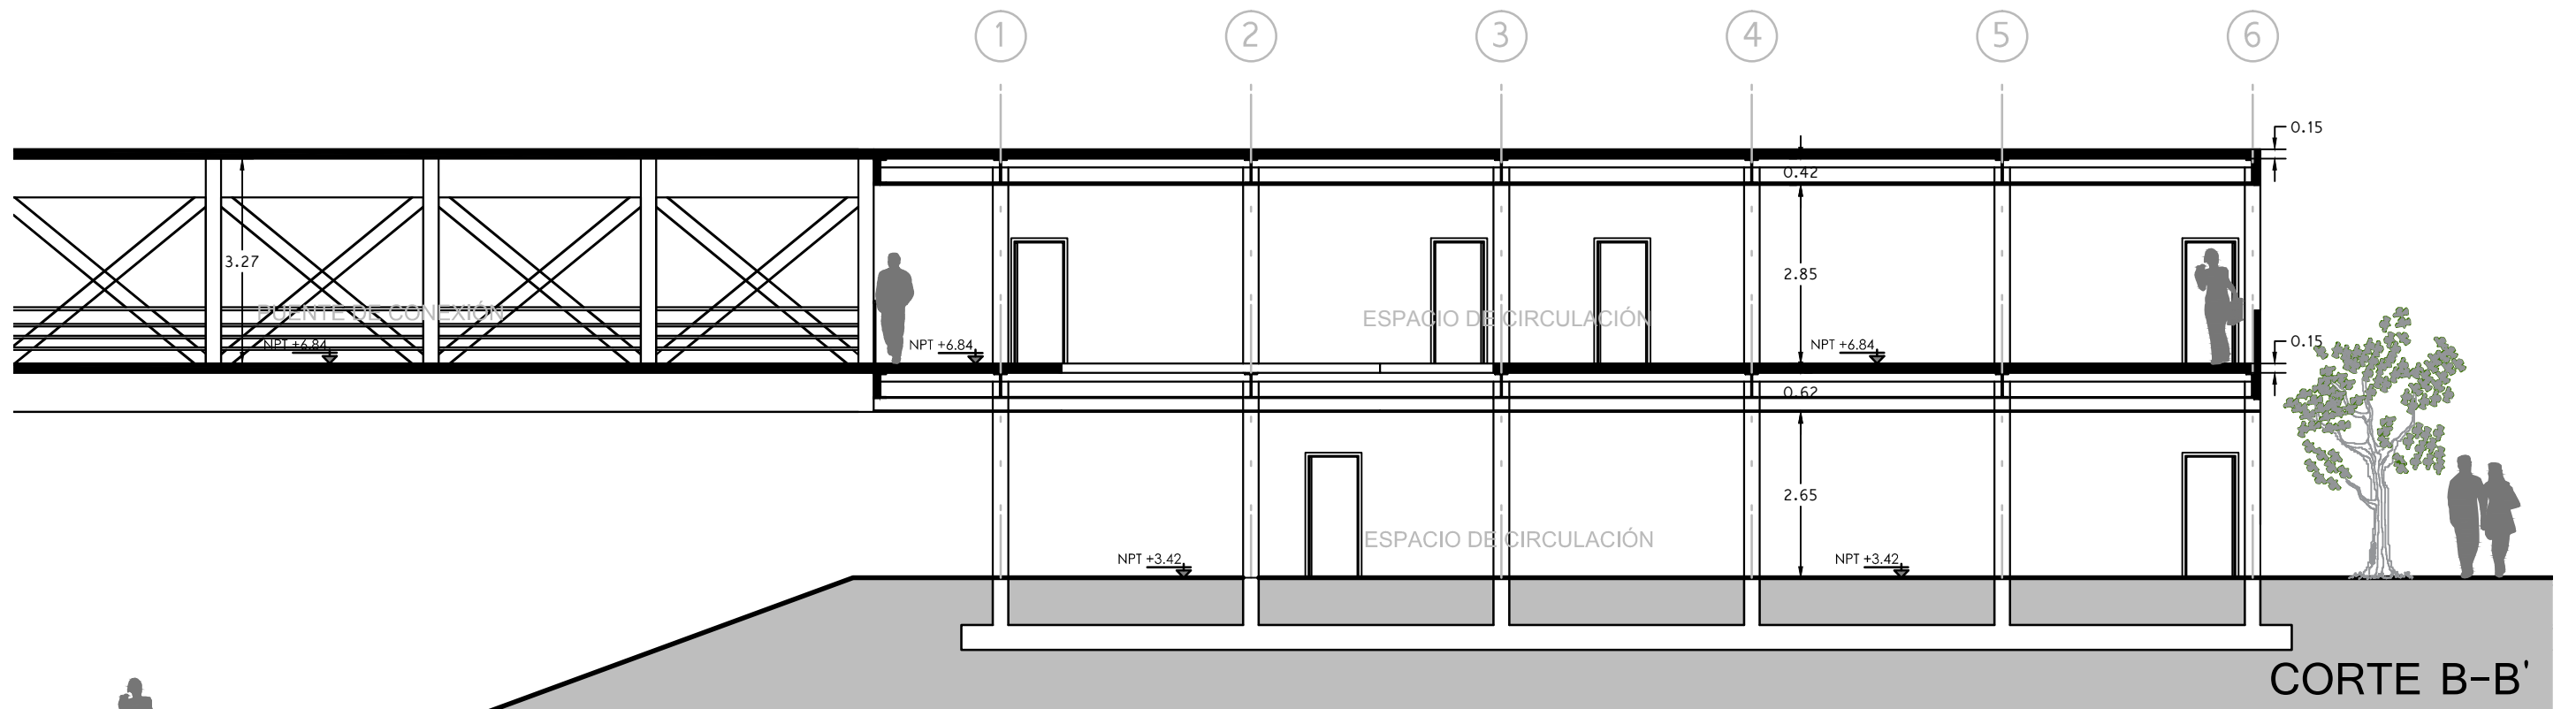 1 2 3 4 5 6
0.15
0.42
3.27
2.85
PUENTE DE CONEXIÓN
ESPACIO DE CIRCULACIÓN
NPT +6.84
NPT +6.84
NPT +6.84
0.15
0.62
2.65
ESPACIO DE CIRCULACIÓN
NPT +3.42
NPT +3.42
CORTE B-B'